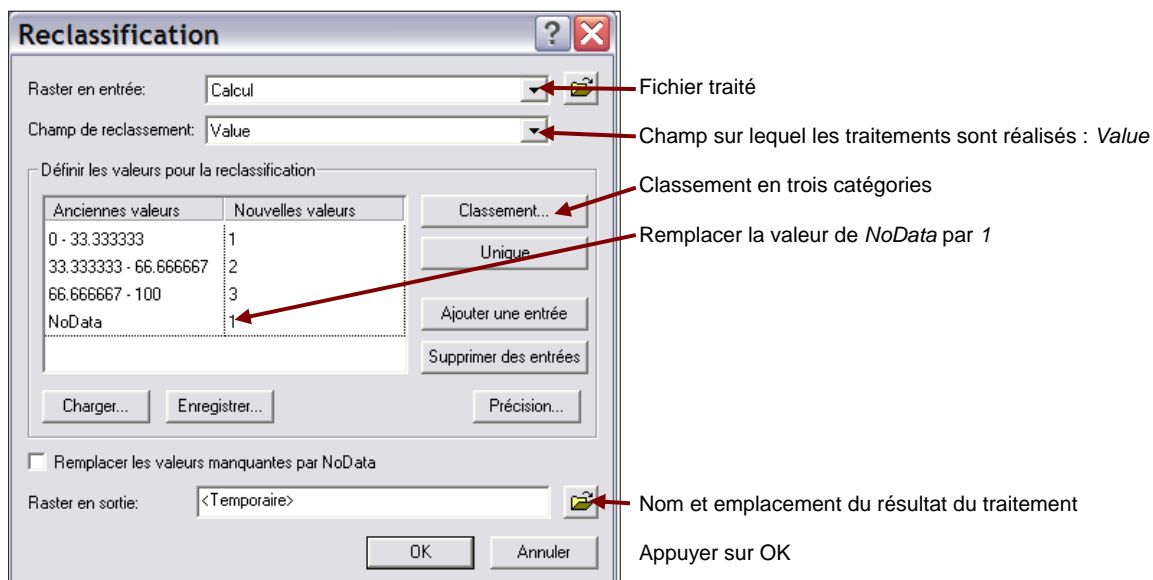 Reclassification
Raster en entrée: Calcul
Fichier traité
Champ de reclassement: Value
Champ sur lequel les traitements sont réalisés : Value
Définir les valeurs pour la reclassification
Anciennes valeurs Nouvelles valeurs
0 - 33.333333 1
33.333333 - 66.666667 2
66.666667 - 100 3
NoData 1
Classement...
Classement en trois catégories
Unique
Remplacer la valeur de NoData par 1
Ajouter une entrée
Supprimer des entrées
Charger... Enregistrer... Précision...
Remplacer les valeurs manquantes par NoData
Raster en sortie: <Temporaire>
Nom et emplacement du résultat du traitement
OK Annuler
Appuyer sur OK